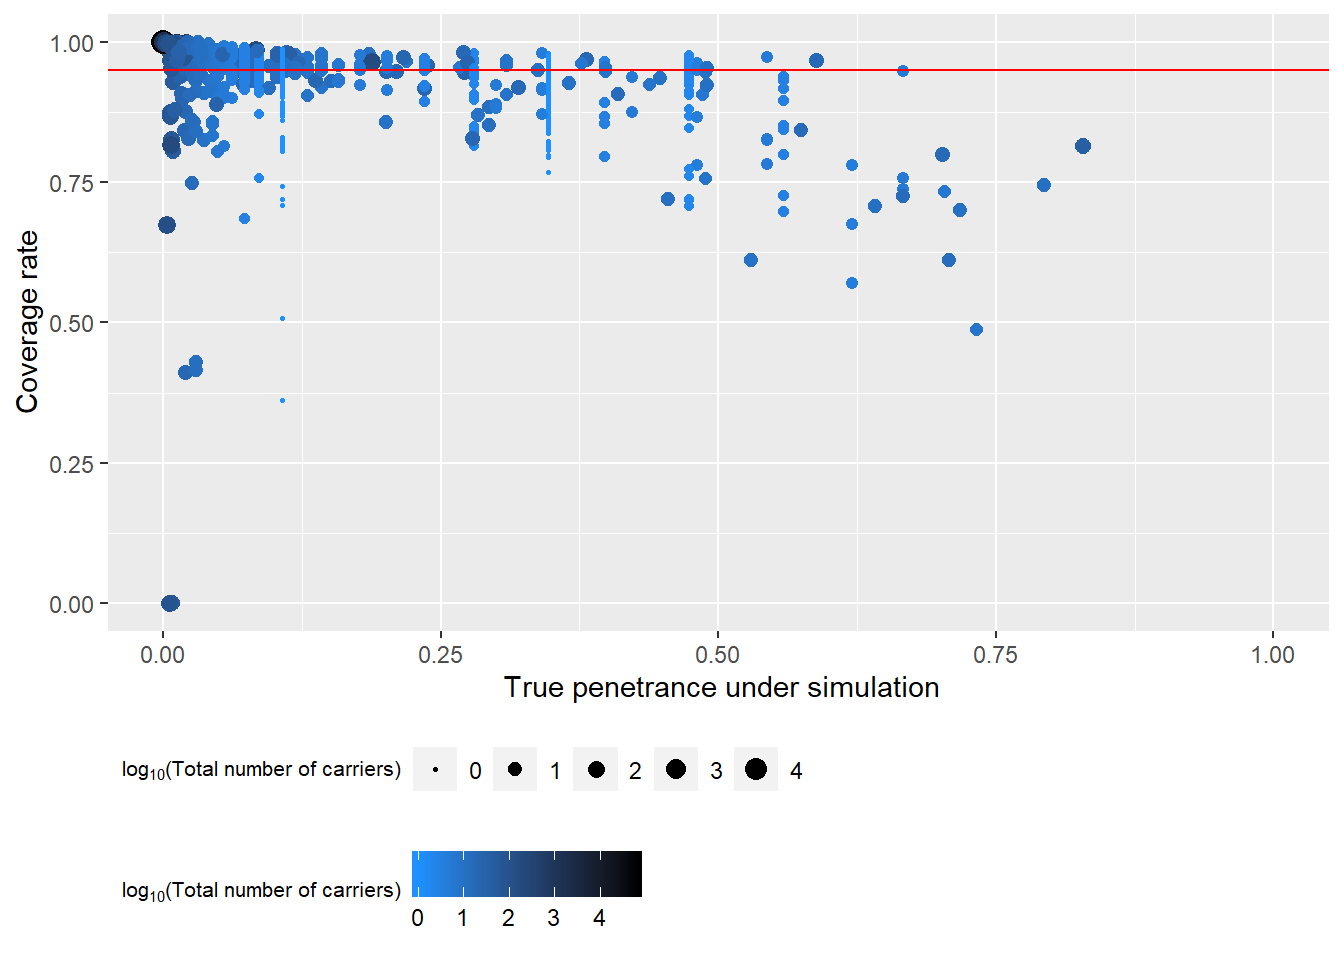 1.00
0.75
0.50
0.25
0.00
Coverage rate
0.00 0.25 0.50 0.75 1.00
True penetrance under simulation
log10(Total number of carriers) 0 1 2 3 4
log10(Total number of carriers)
0 1 2 3 4